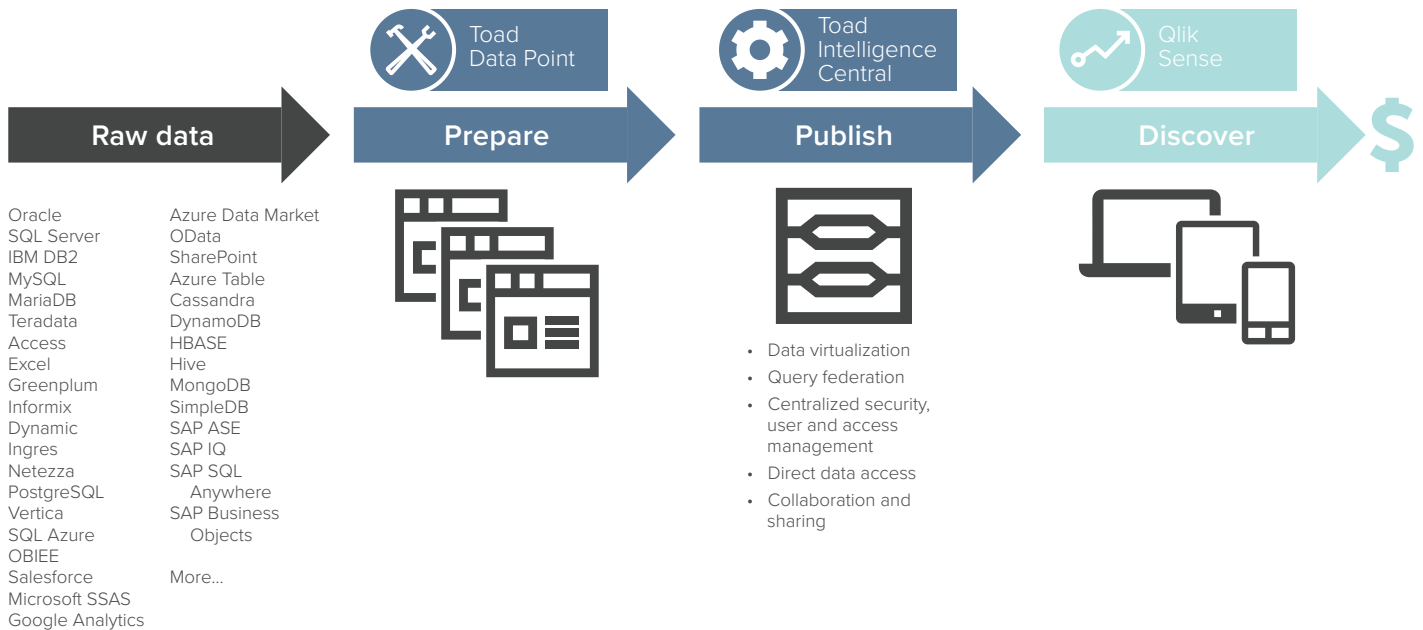 Toad
Data Point
Toad
Intelligence
Central
Qlik
Sense
Raw data
Prepare
Publish
Discover
$
Oracle
SQL Server
IBM DB2
MySQL
MariaDB
Teradata
Access
Excel
Greenplum
Informix
Dynamic
Ingres
Netezza
PostgreSQL
Vertica
SQL Azure
OBIEE
Salesforce
Microsoft SSAS
Google Analytics
Azure Data Market
OData
SharePoint
Azure Table
Cassandra
DynamoDB
HBASE
Hive
MongoDB
SimpleDB
SAP ASE
SAP IQ
SAP SQL
Anywhere
SAP Business
Objects
More...
• Data virtualization
• Query federation
• Centralized security,
user and access
management
• Direct data access
• Collaboration and
sharing